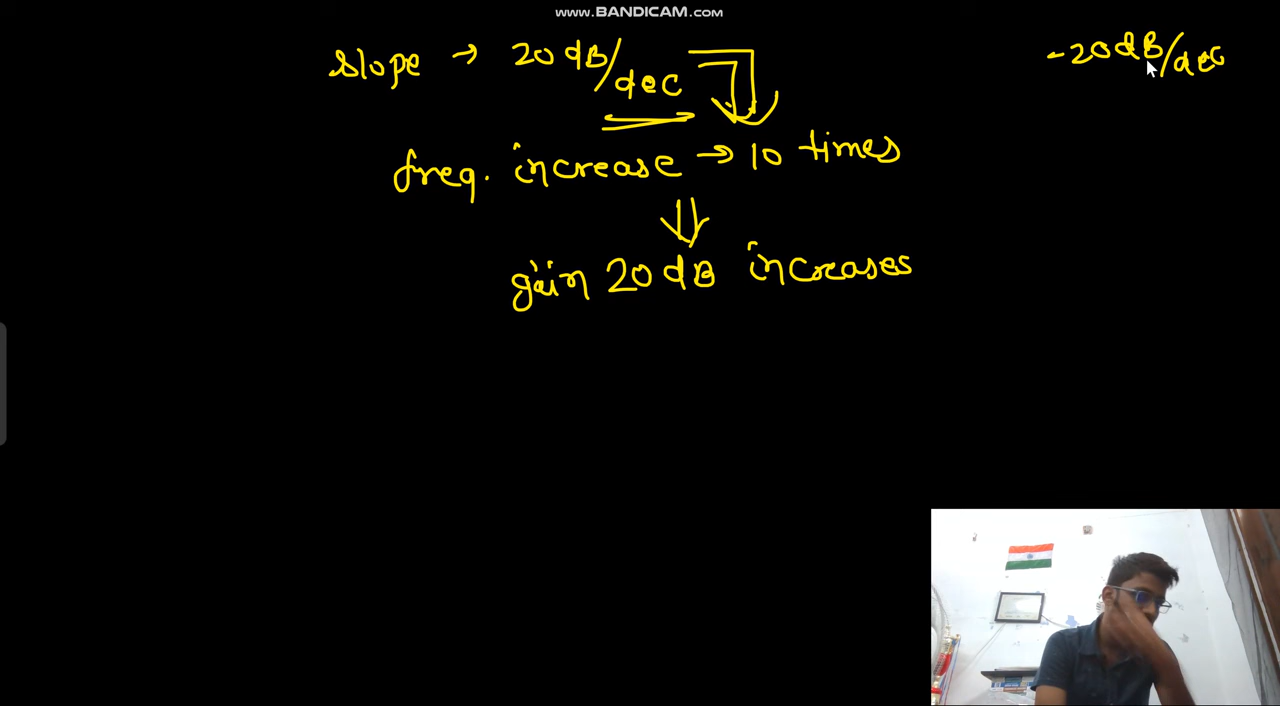 www.BANDICAM.com
slope → 20 dB/dec
-20 dB/dec
freq. increase → 10 times
gain 20 dB increases